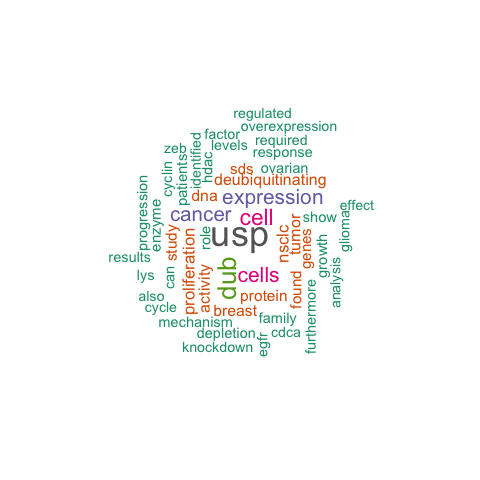 regulated
overexpression
factor
zeb
levels
required
response
identified
hdac
patientsb
cyclin
sds
ovarian
deubiquitinating
dna
expression
progression
enzyme
cancer
cell
show
effect
study
role
usp
nsclc
tumor
genes
glioma
results
lys
can
proliferation
activity
dub
cells
found
growth
analysis
also
protein
cycle
breast
mechanism
family
depletion
egfr
cdca
furthermore
knockdown